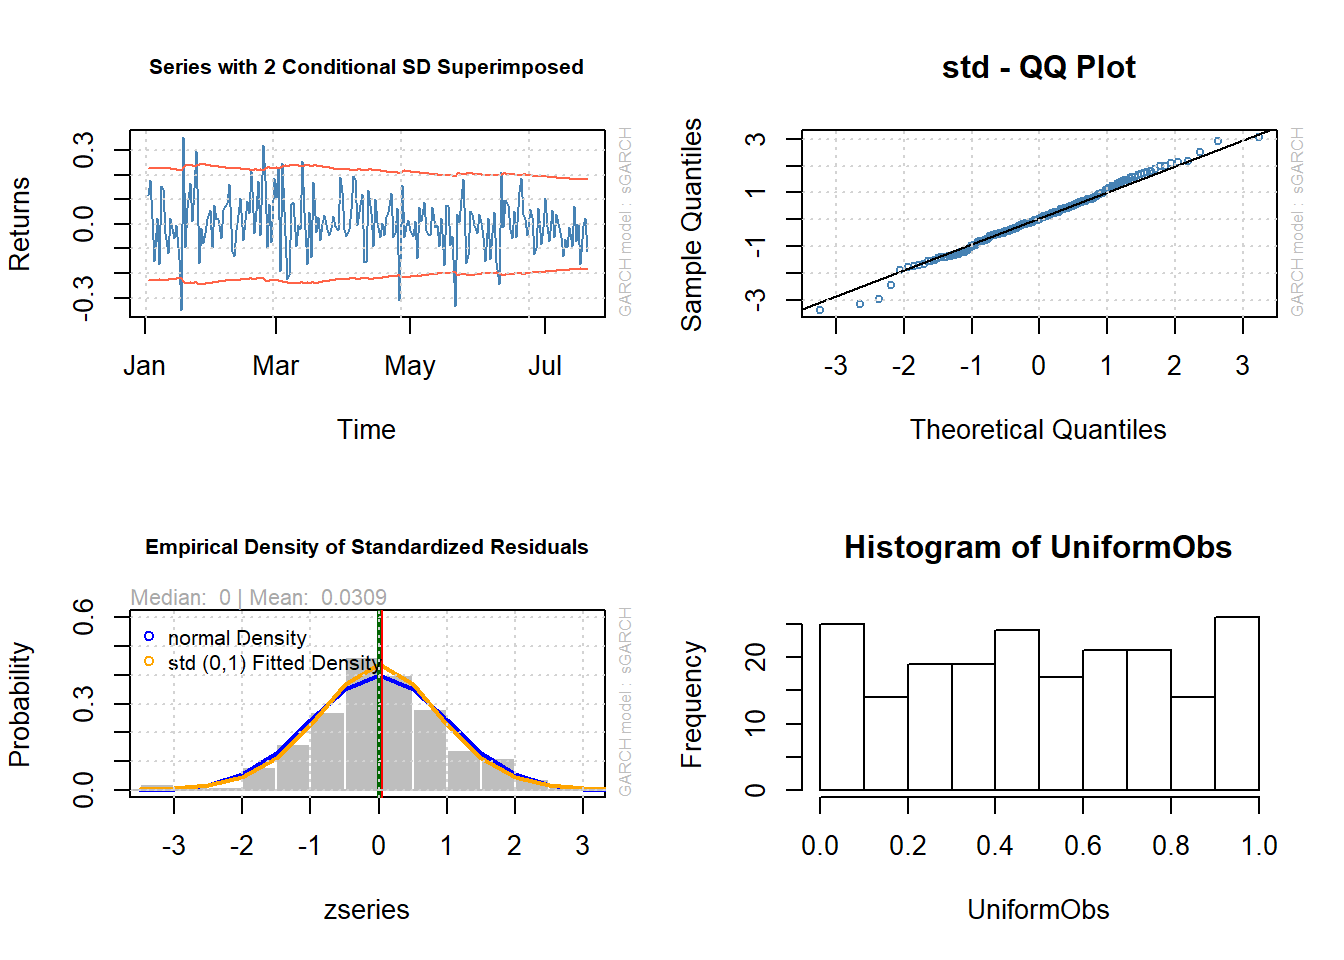 Series with 2 Conditional SD Superimposed
Returns
-0.3
0.0
0.3
Jan
Mar
May
Jul
Time
GARCH model : sGARCH
std - QQ Plot
Sample Quantiles
-3
-1
1
3
-3
-2
-1
0
1
2
3
Theoretical Quantiles
GARCH model : sGARCH
Empirical Density of Standardized Residuals
Median: 0 | Mean: 0.0309
normal Density
std (0,1) Fitted Density
Probability
0.0
0.3
0.6
-3
-2
-1
0
1
2
3
zseries
GARCH model : sGARCH
Histogram of UniformObs
Frequency
0
10
20
0.0
0.2
0.4
0.6
0.8
1.0
UniformObs